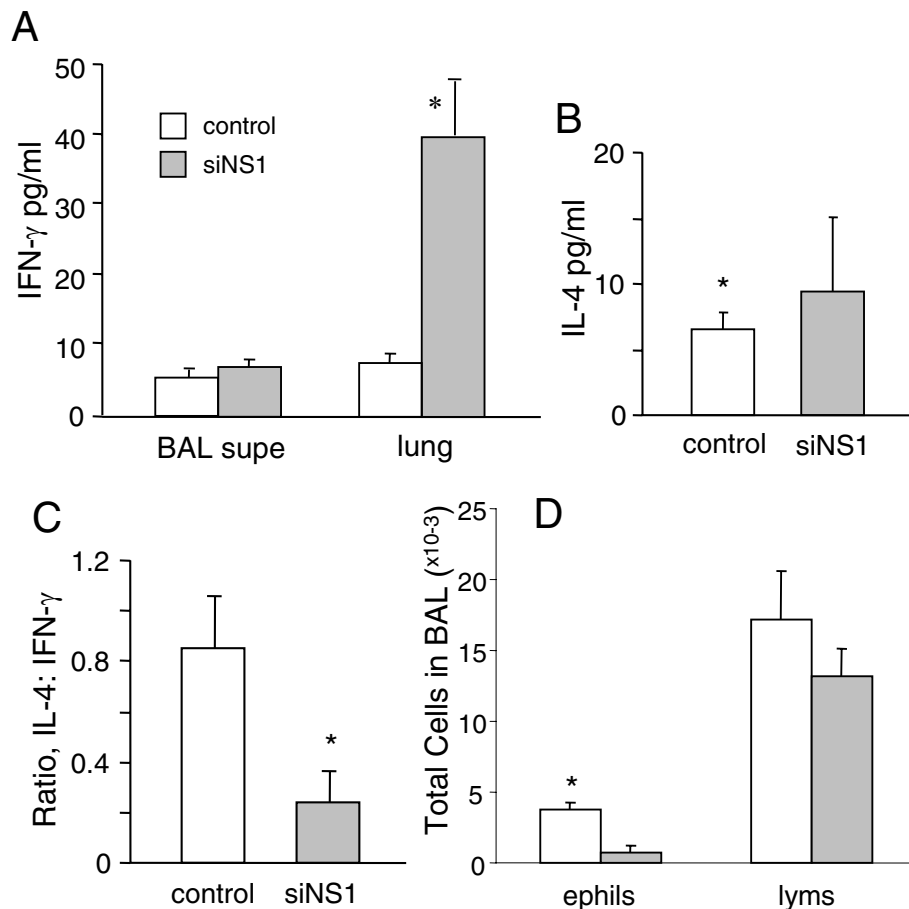 A
IFN-γ pg/ml
50
40
30
20
10
0
control
siNS1
*
BAL supe
lung
B
IL-4 pg/ml
20
10
0
*
control
siNS1
C
Ratio, IL-4: IFN-γ
1.2
0.8
0.4
0
*
control
siNS1
D
Total Cells in BAL (x10-3)
25
20
15
10
5
0
*
ephils
lyms